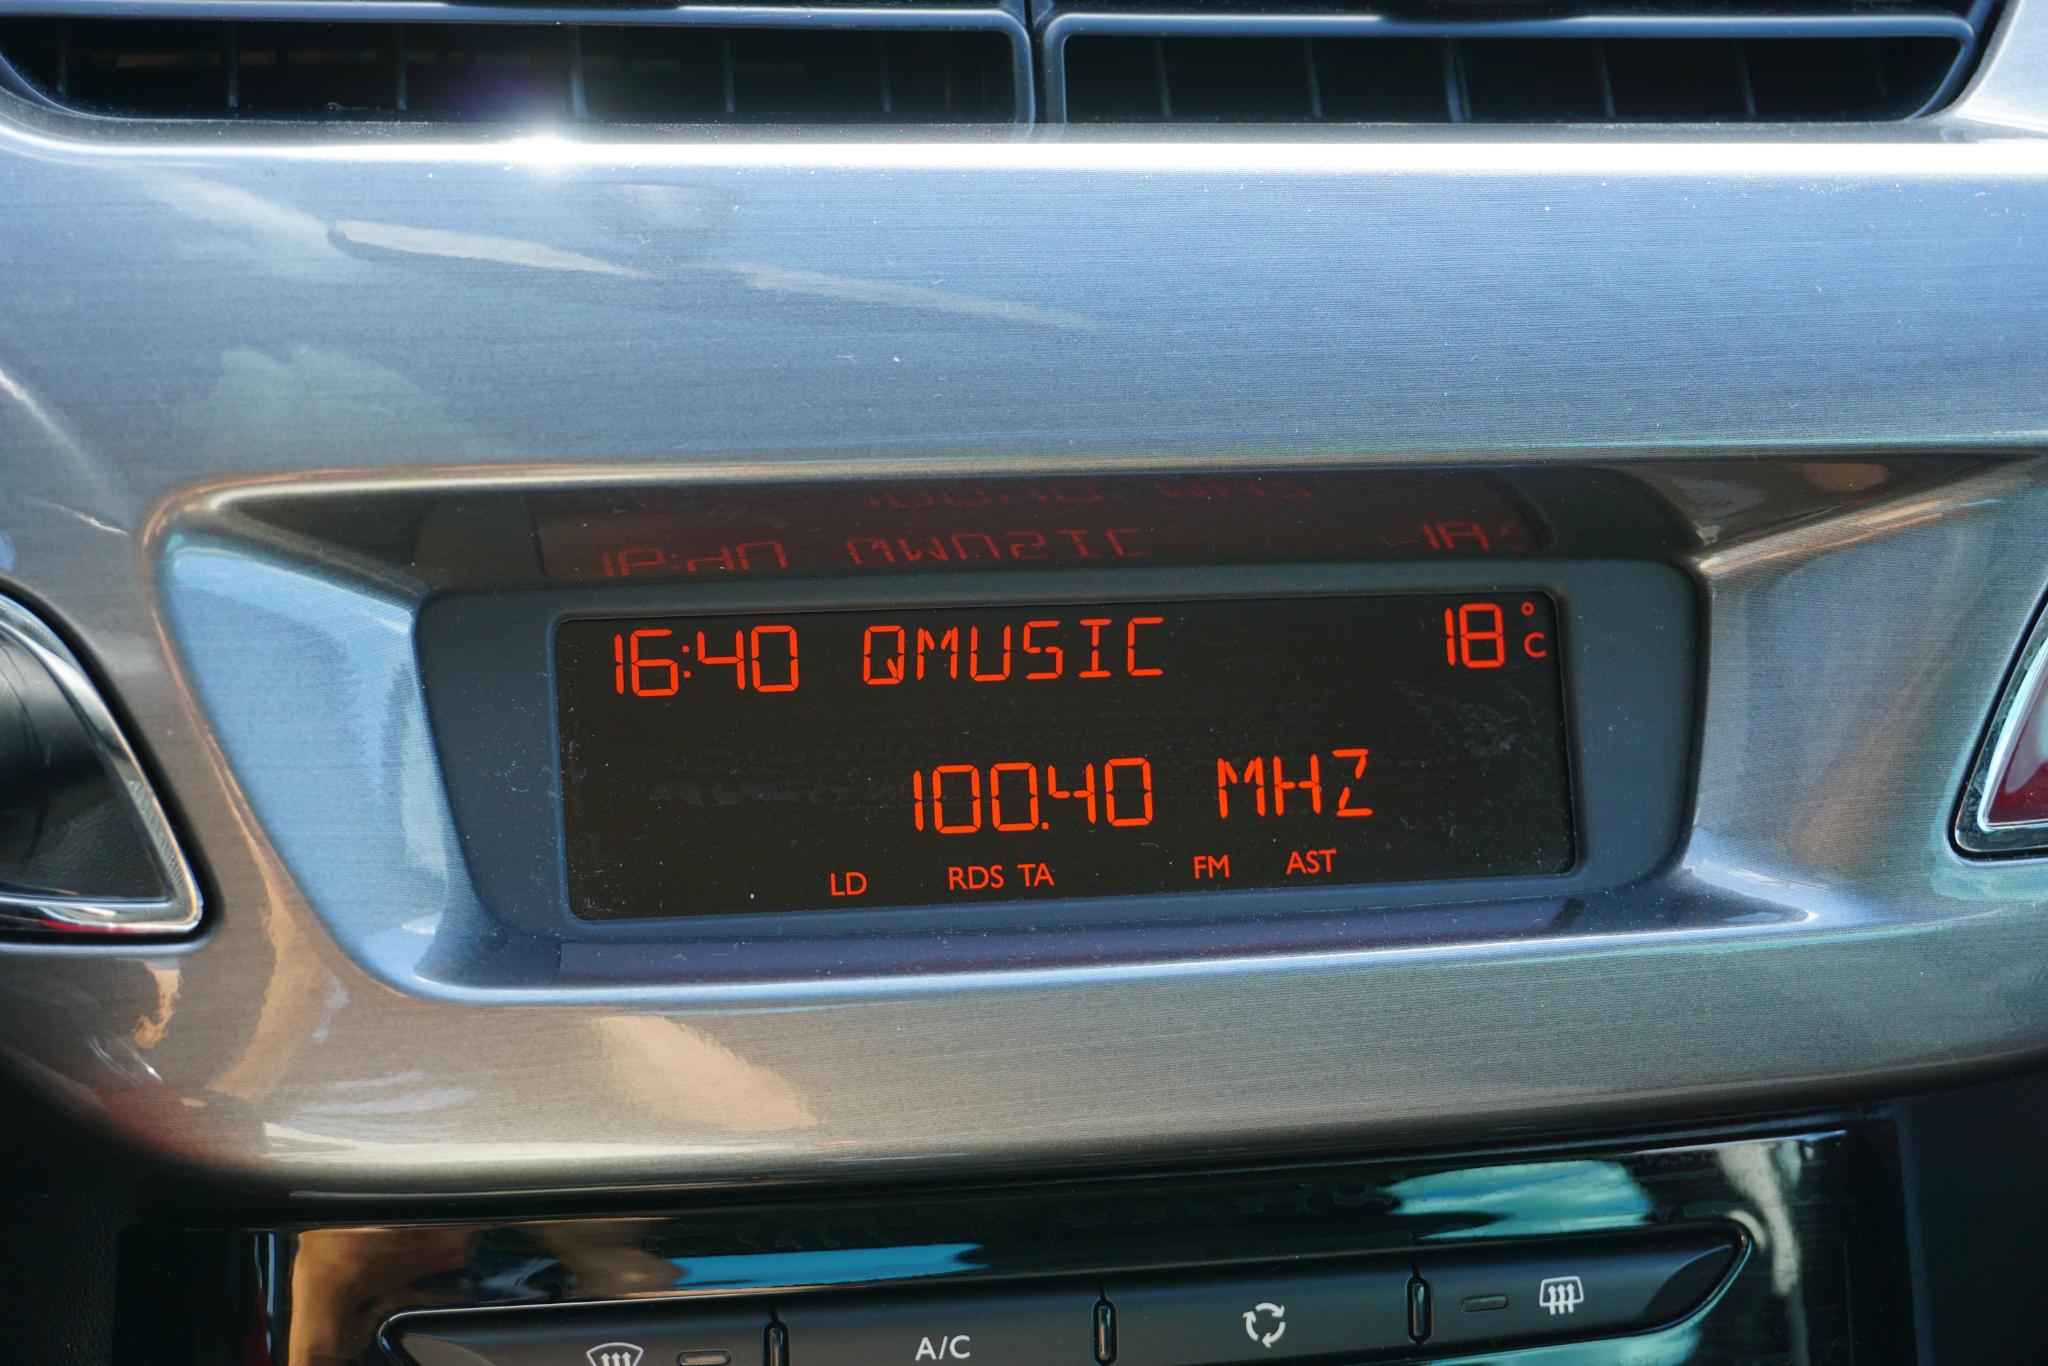 16:40 QMUSIC 18°C
100.40 MHZ
LD RDS TA FM AST
A/C